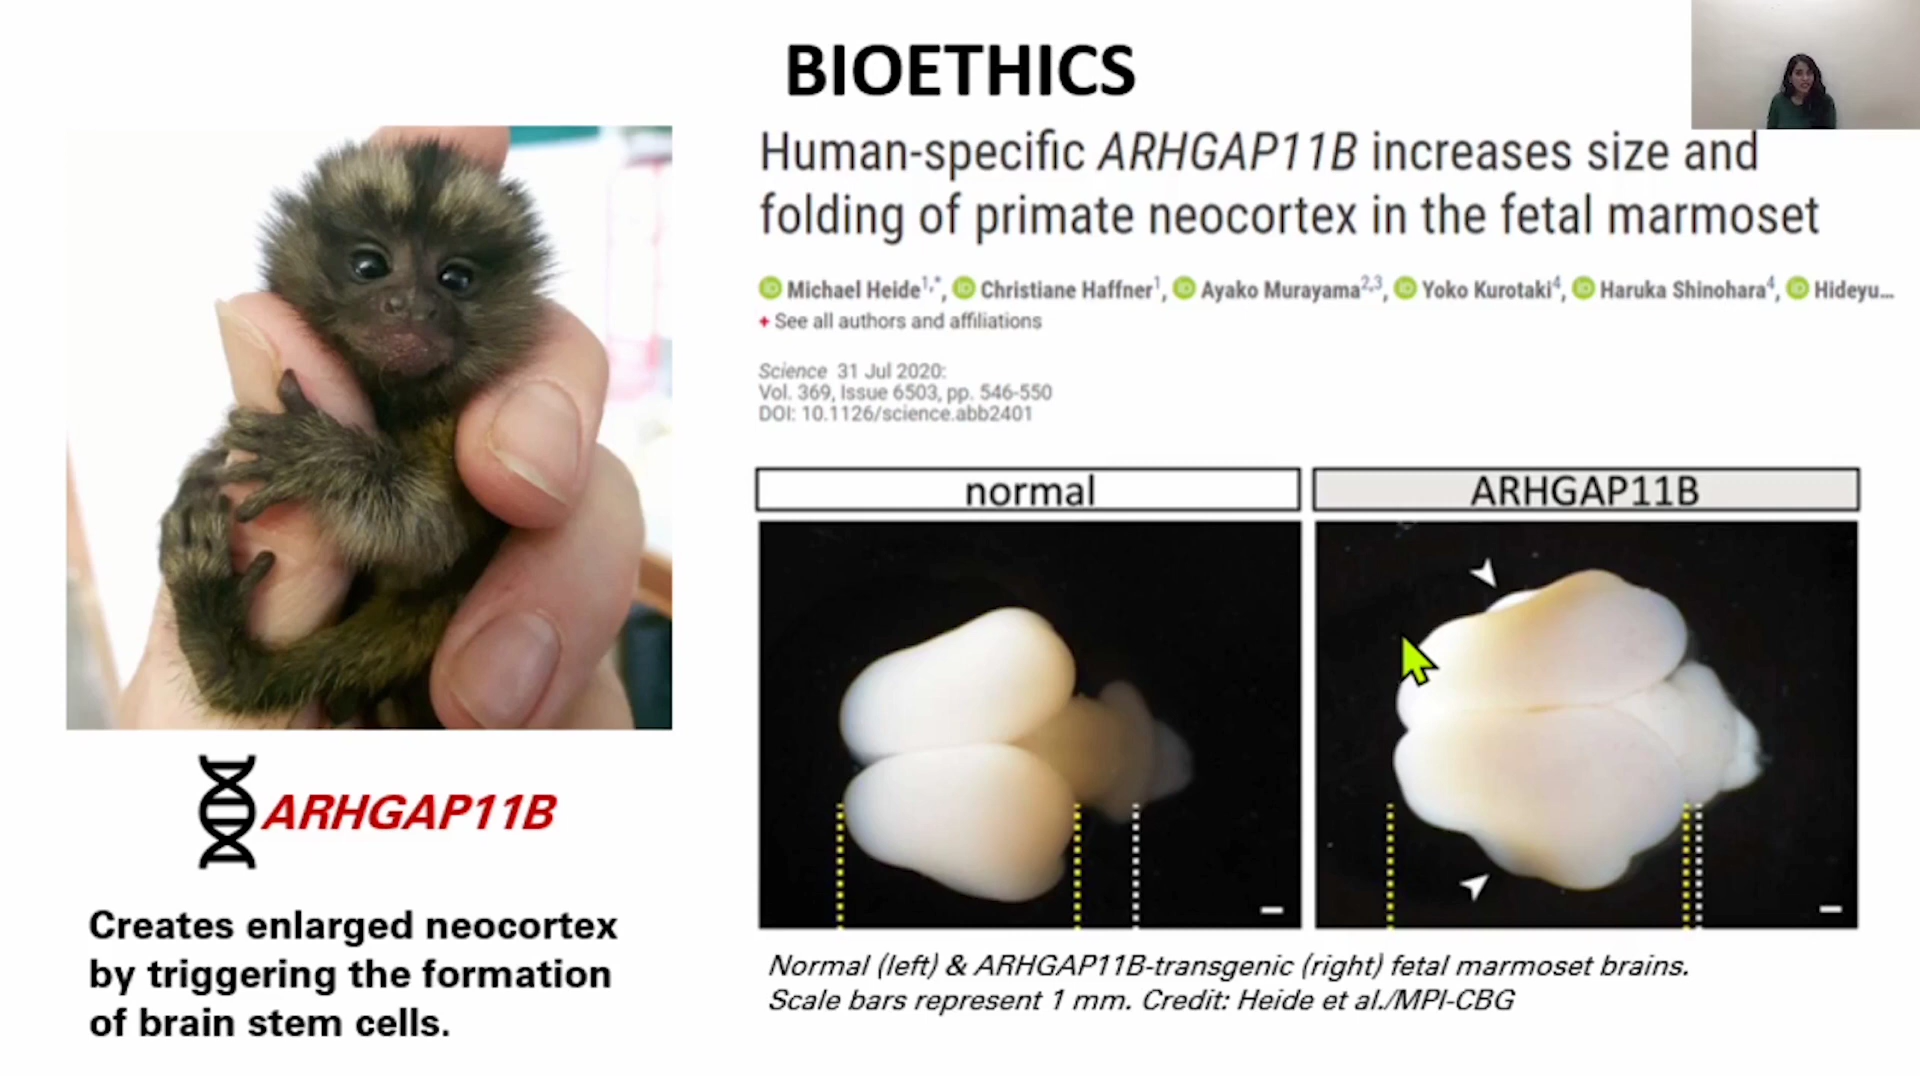 BIOETHICS
Human-specific ARHGAP11B increases size and
folding of primate neocortex in the fetal marmoset
Michael Heide1,*, Christiane Haffner1, Ayako Murayama2,3, Yoko Kurotaki4, Haruka Shinohara4, Hideyu...
+ See all authors and affiliations
Science 31 Jul 2020:
Vol. 369, Issue 6503, pp. 546-550
DOI: 10.1126/science.abb2401
normal
ARHGAP11B
ARHGAP11B
Creates enlarged neocortex
by triggering the formation
of brain stem cells.
Normal (left) & ARHGAP11B-transgenic (right) fetal marmoset brains.
Scale bars represent 1 mm. Credit: Heide et al./MPI-CBG